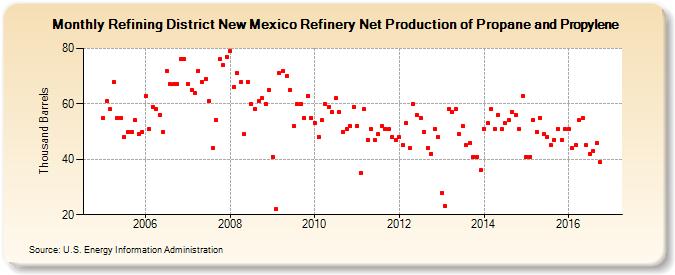 Monthly Refining District New Mexico Refinery Net Production of Propane and Propylene
Thousand Barrels
80
60
40
20
2006 2008 2010 2012 2014 2016
Source: U.S. Energy Information Administration